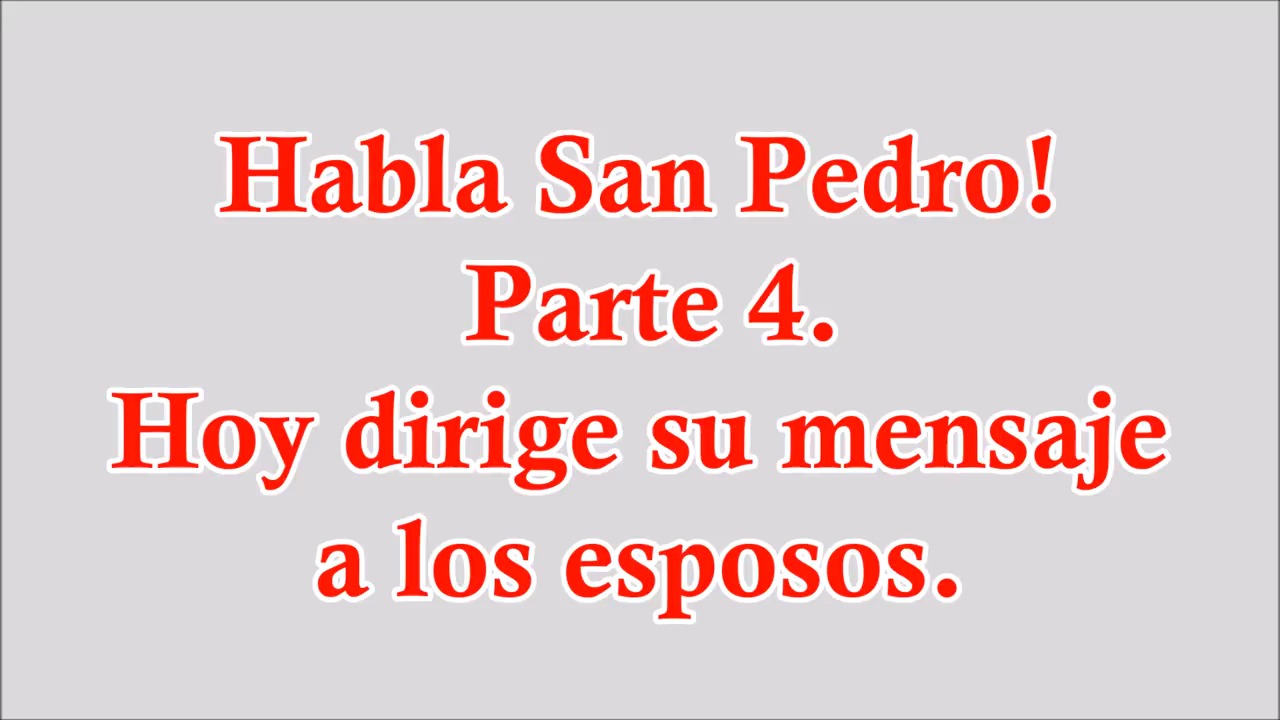 Habla San Pedro!
Parte 4.
Hoy dirige su mensaje
a los esposos.